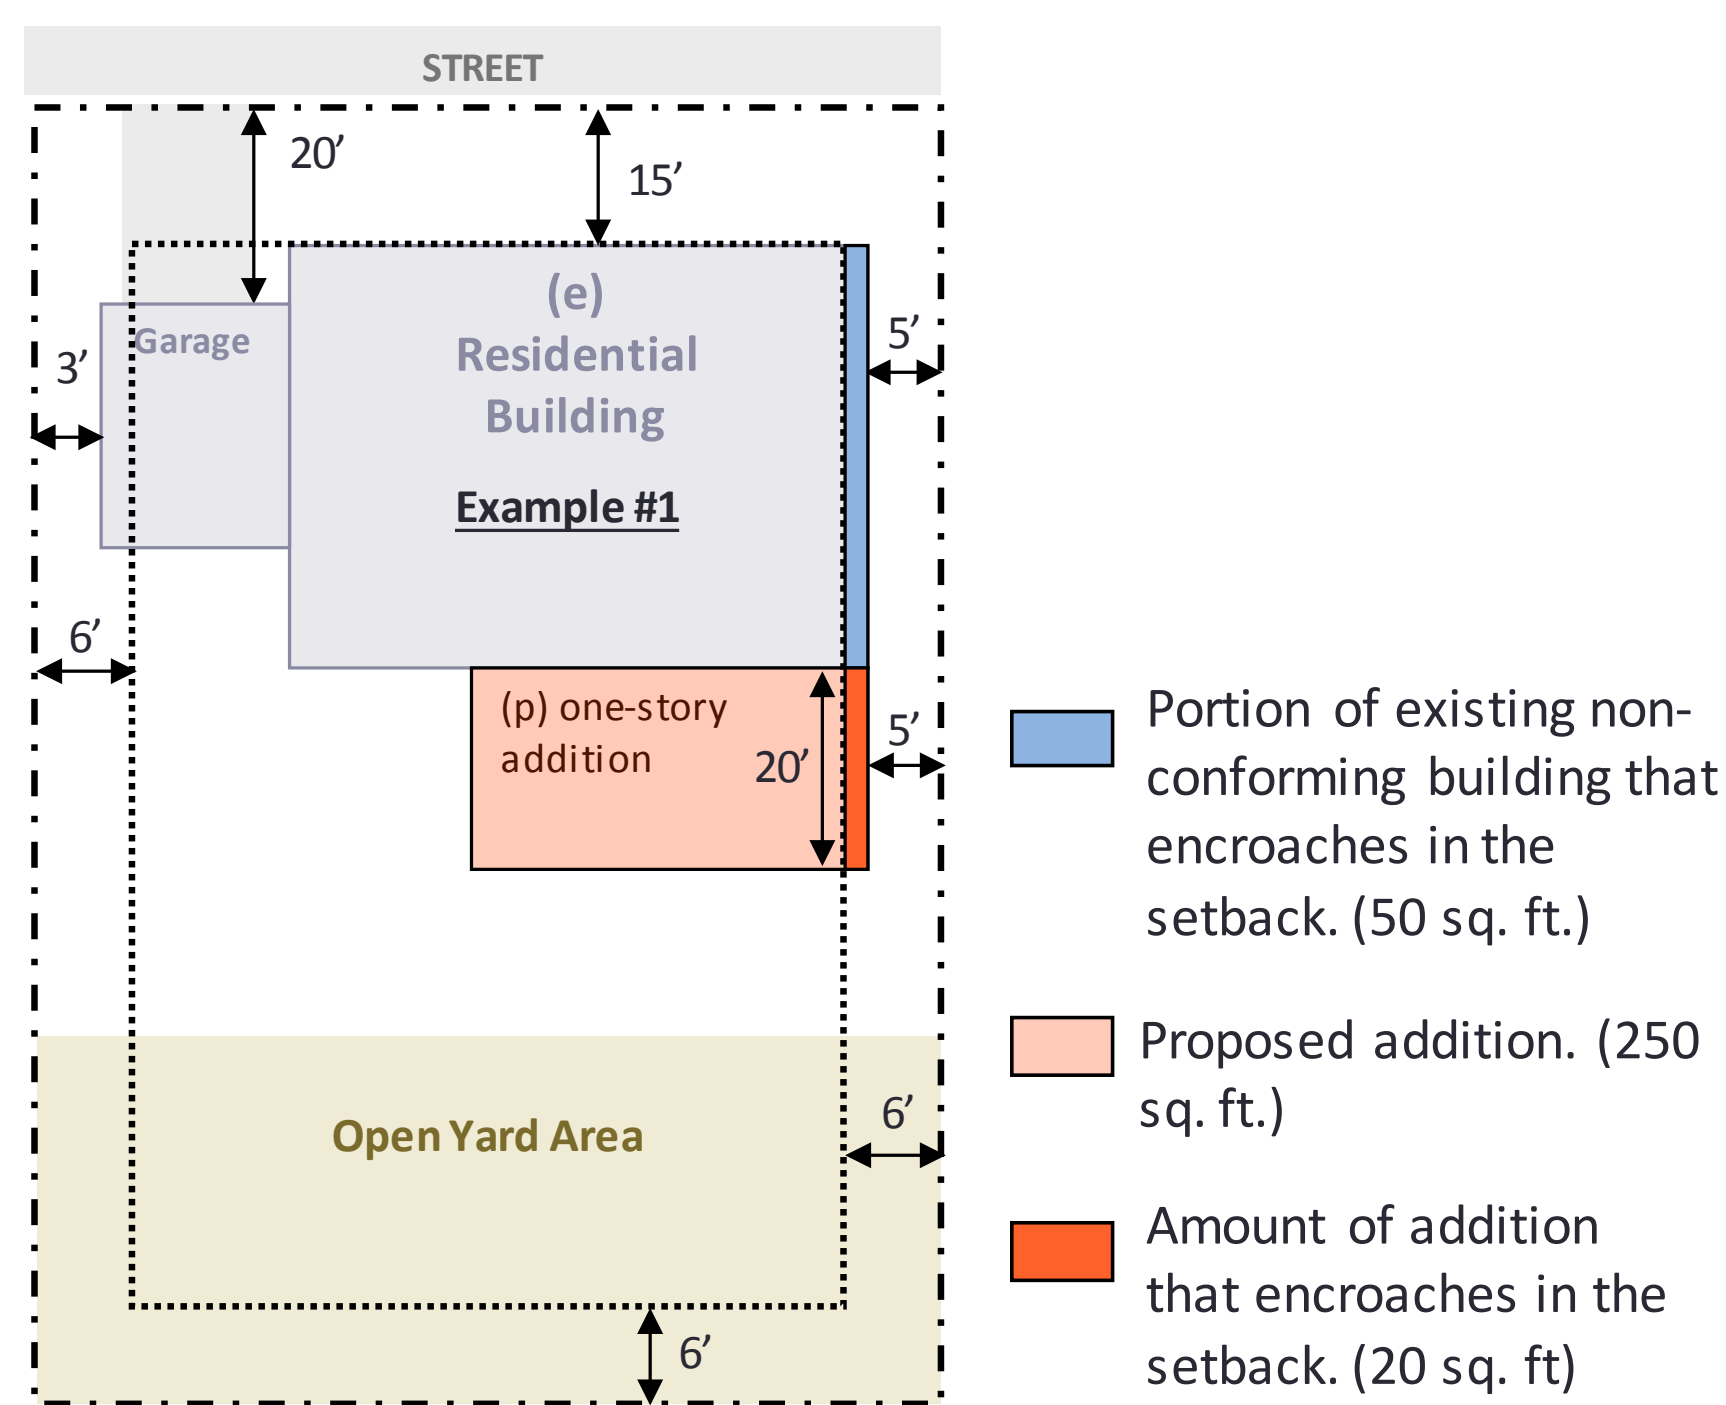 STREET
20’
15’
(e)
Residential
Building
Example #1
Garage
3’
5’
6’
(p) one-story
addition
20’
5’
Open Yard Area
6’
6’
Portion of existing non-
conforming building that
encroaches in the
setback. (50 sq. ft.)
Proposed addition. (250
sq. ft.)
Amount of addition
that encroaches in the
setback. (20 sq. ft)